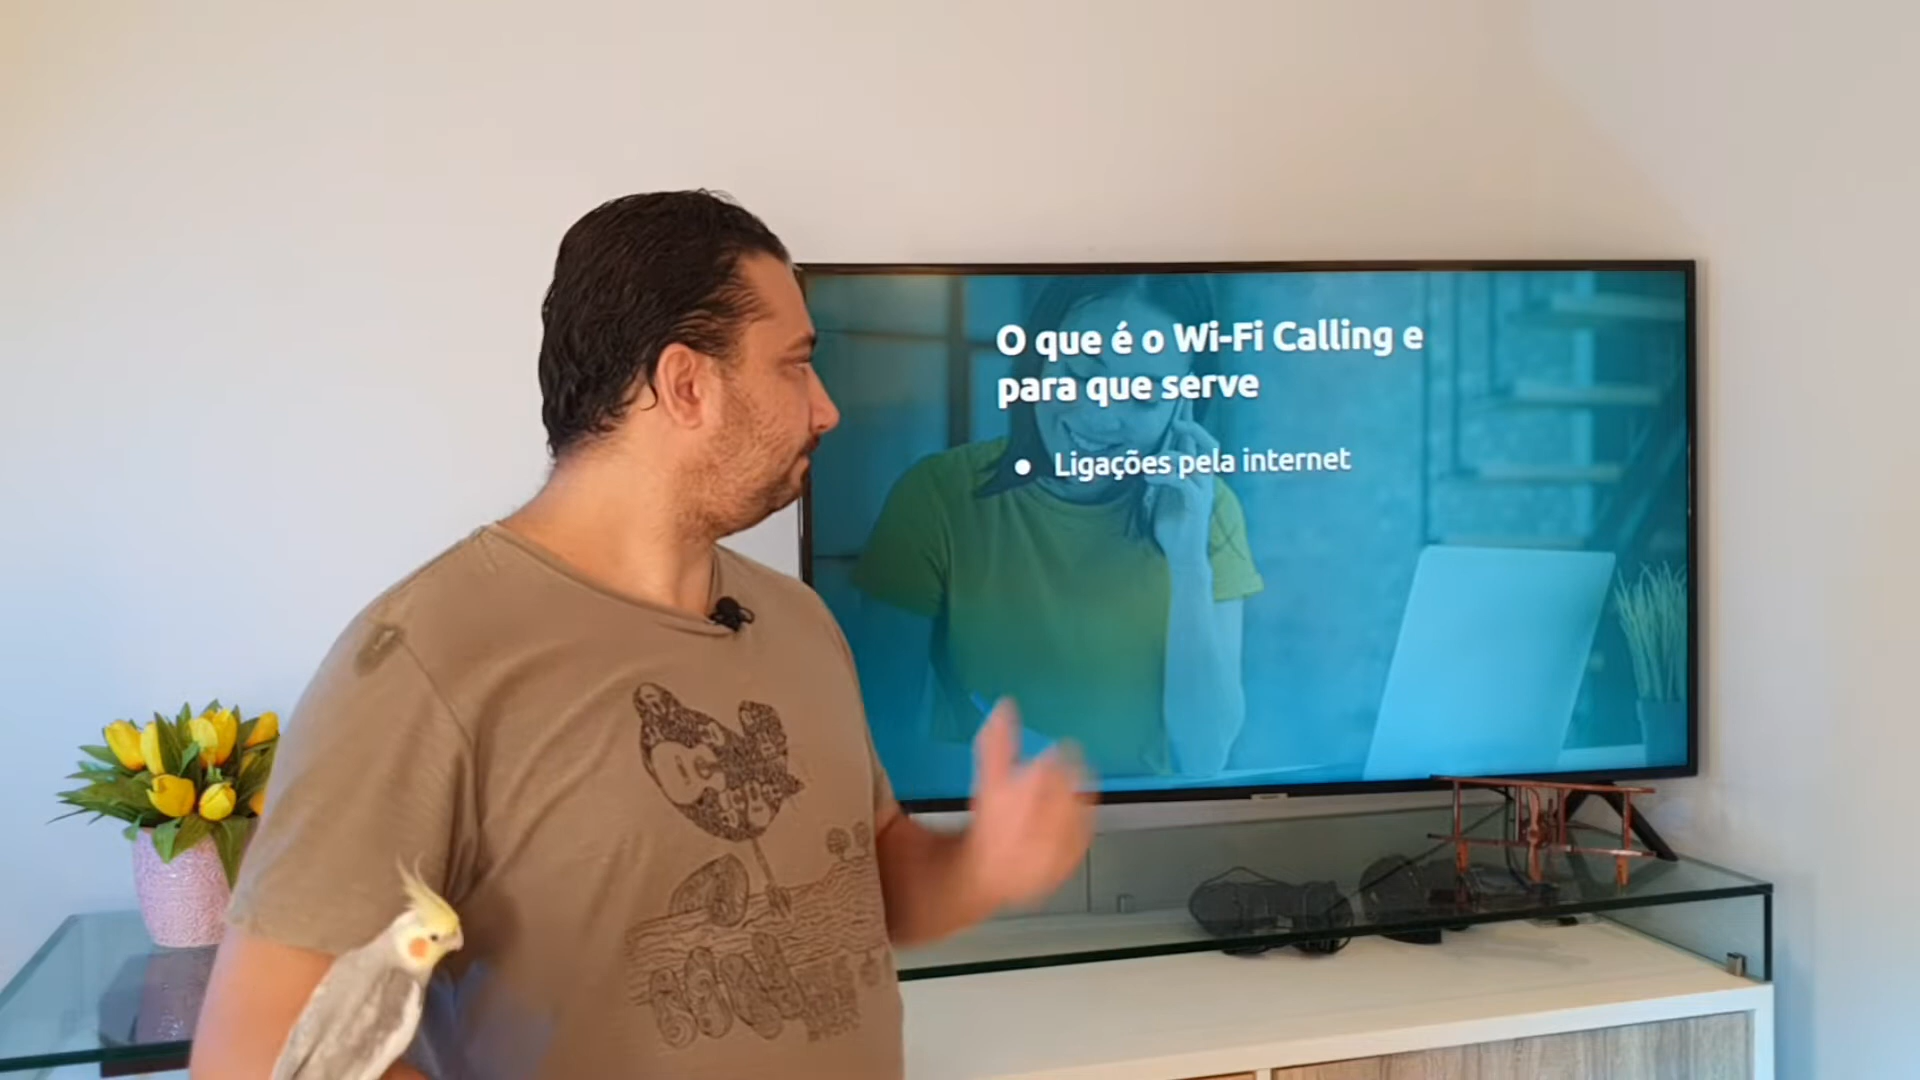 O que é o Wi-Fi Calling e
para que serve
● Ligações pela internet